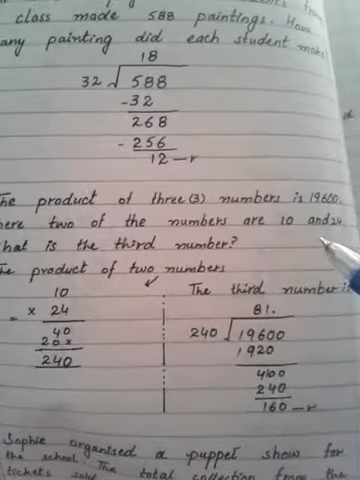 class made 588 paintings. How
any painting did each student make
18
32 √ 588
-32
268
- 256
12 - r
The product of three (3) numbers is 19600.
here two of the numbers are 10 and 24
hat is the third number?
The product of two numbers
10
x 24
40
20x
240
The third number is
81.
240 √ 19600
1920
400
240
160 - r
Sophie organised a puppet show for
the school. The total collection from the
tickets sold